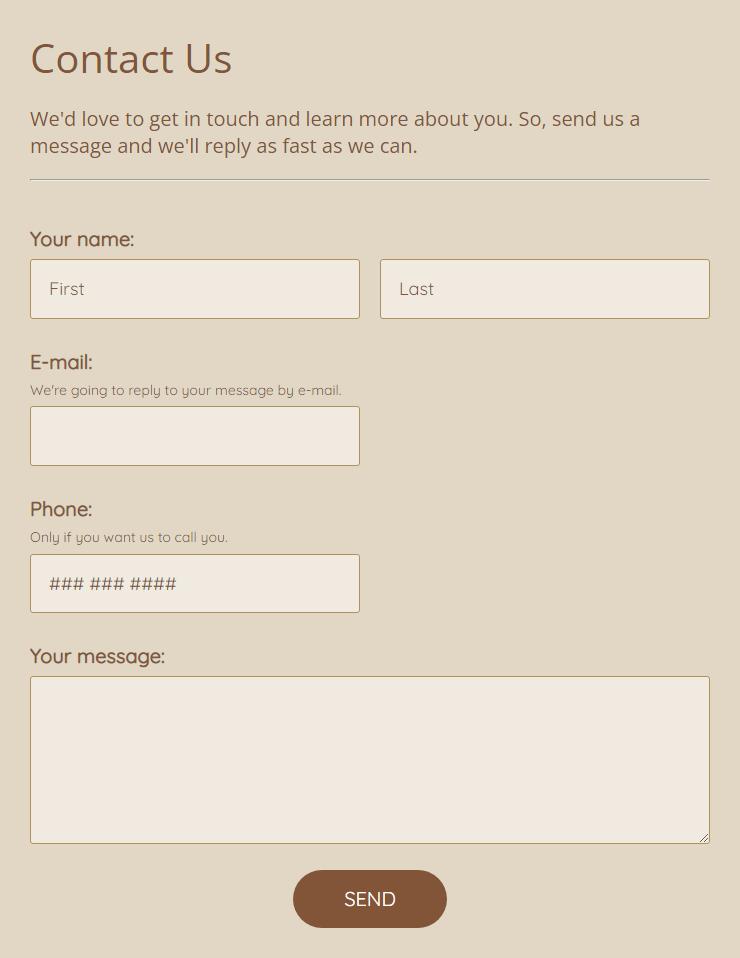 Contact Us
We'd love to get in touch and learn more about you. So, send us a
message and we'll reply as fast as we can.
Your name:
First
Last
E-mail:
We're going to reply to your message by e-mail.
Phone:
Only if you want us to call you.
### ### ####
Your message:
SEND